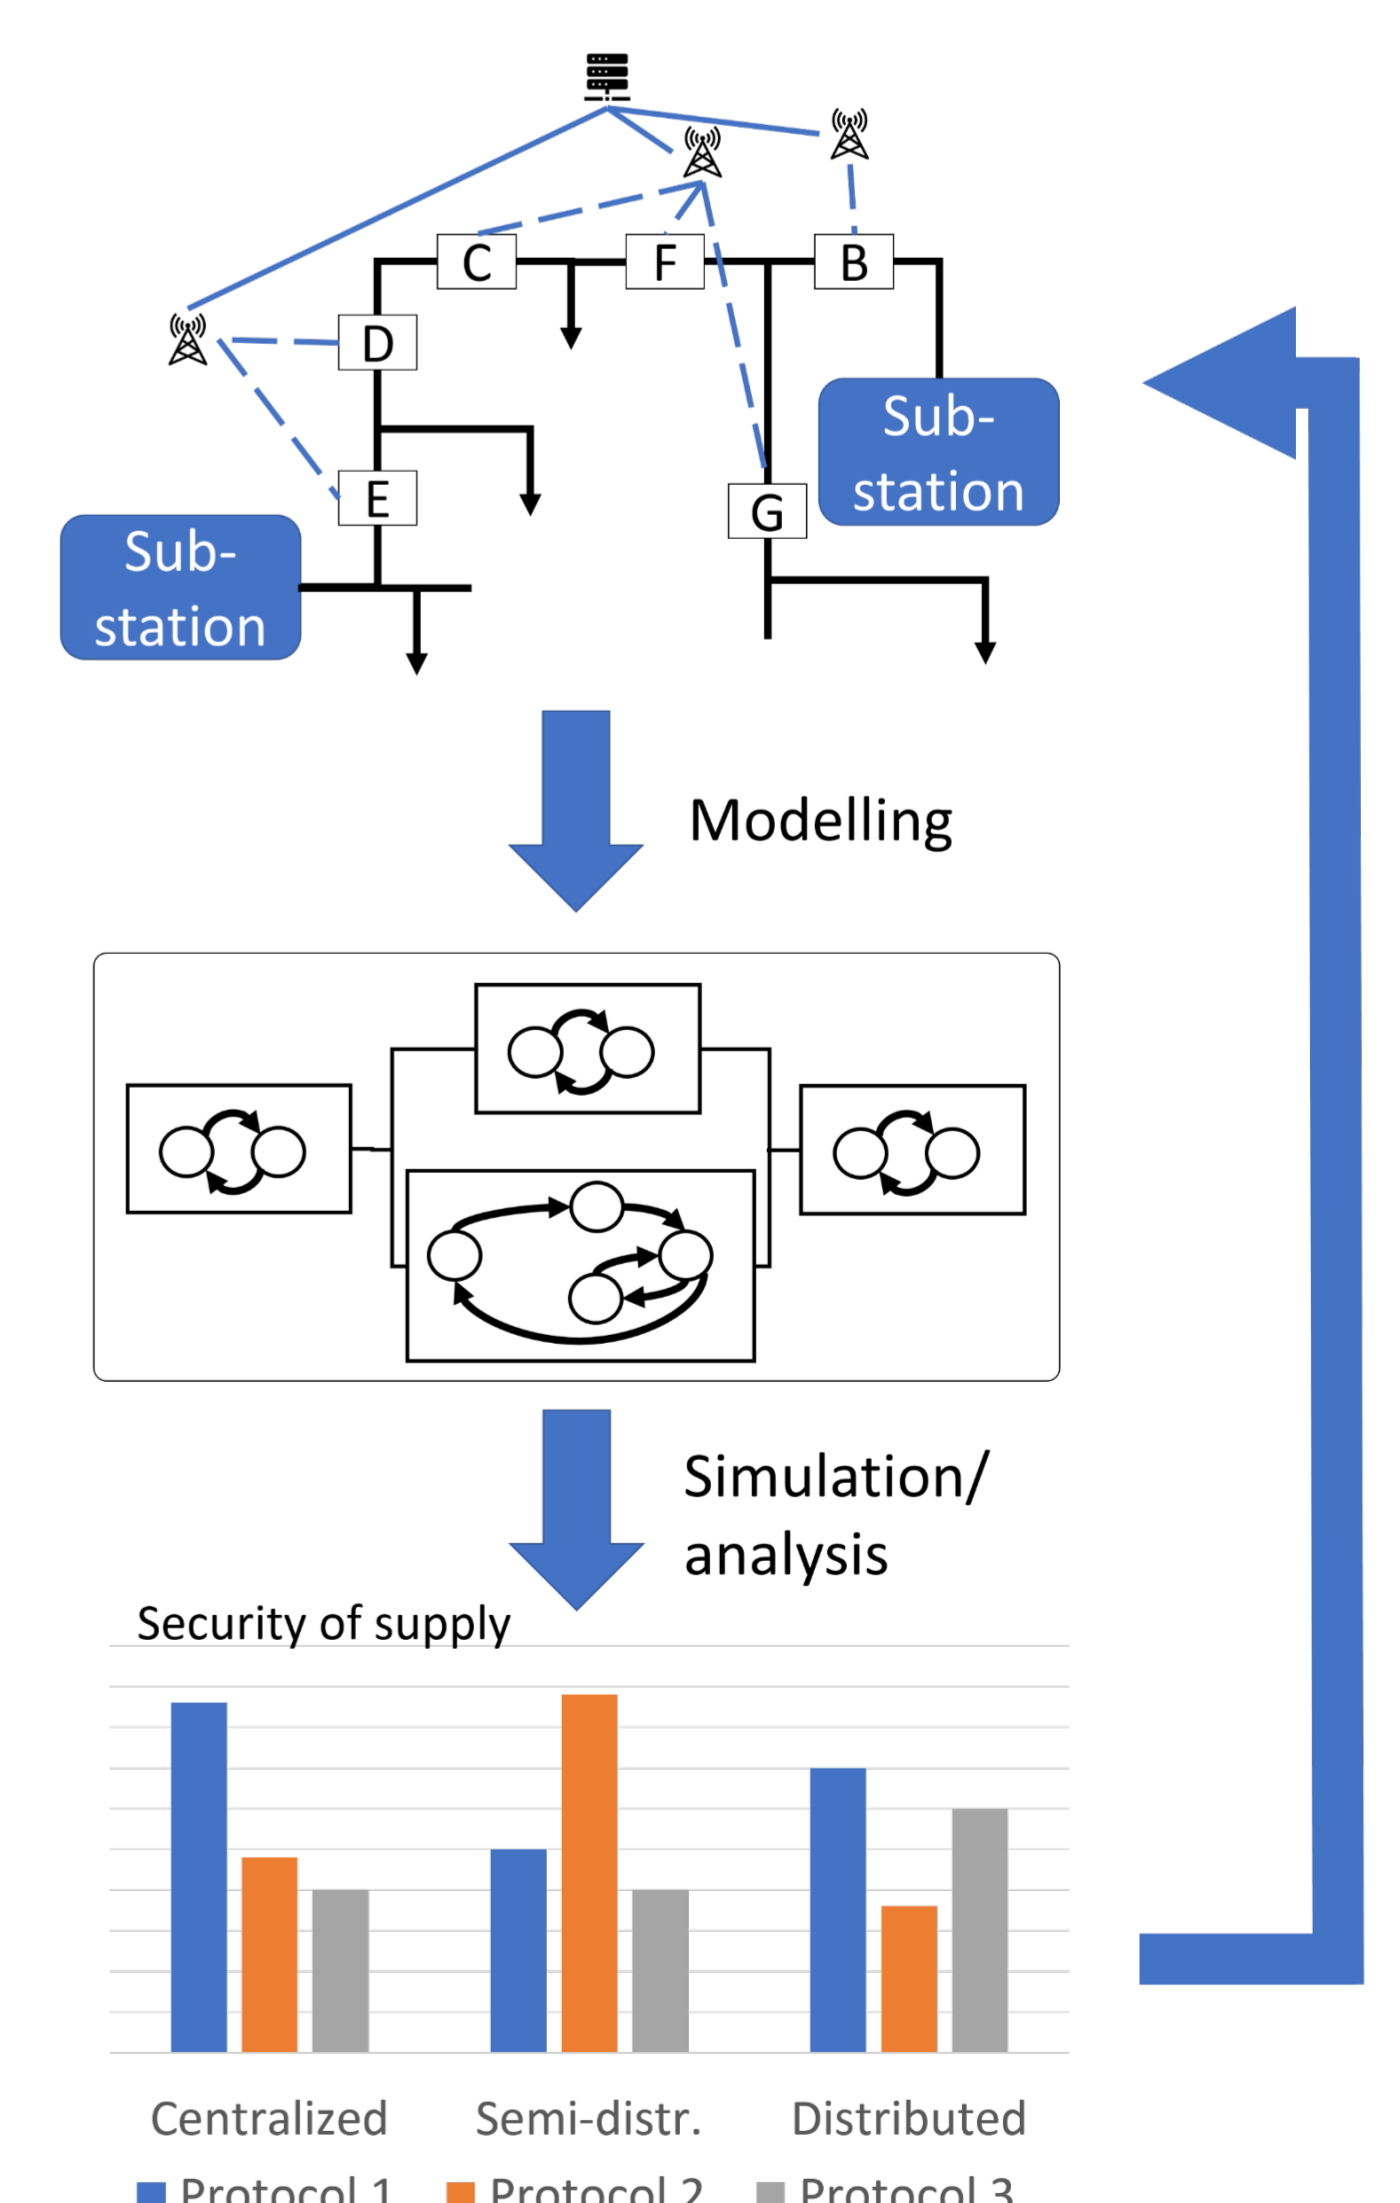 C
F
B
D
Sub-
station
E
G
Sub-
station
Modelling
Simulation/
analysis
Security of supply
Centralized Semi-distr. Distributed
Protocol 1 Protocol 2 Protocol 3